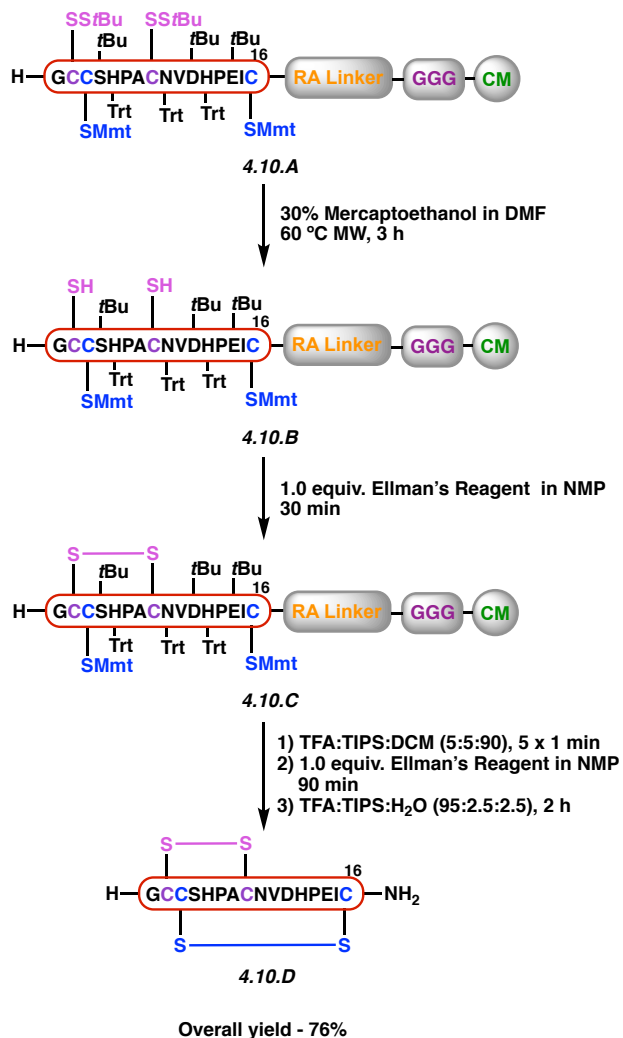 SStBu SStBu
tBu tBu tBu
16
H GCCSHPACNVDHPEIC RA Linker GGG CM
Trt Trt Trt
SMmt SMmt
4.10.A
30% Mercaptoethanol in DMF
60 ºC MW, 3 h
SH SH
tBu tBu tBu
16
H GCCSHPACNVDHPEIC RA Linker GGG CM
Trt Trt Trt
SMmt SMmt
4.10.B
1.0 equiv. Ellman's Reagent in NMP
30 min
S S
tBu tBu tBu
16
H GCCSHPACNVDHPEIC RA Linker GGG CM
Trt Trt Trt
SMmt SMmt
4.10.C
1) TFA:TIPS:DCM (5:5:90), 5 x 1 min
2) 1.0 equiv. Ellman's Reagent in NMP
90 min
3) TFA:TIPS:H₂O (95:2.5:2.5), 2 h
S S
16
H GCCSHPACNVDHPEIC NH₂
S S
4.10.D
Overall yield - 76%